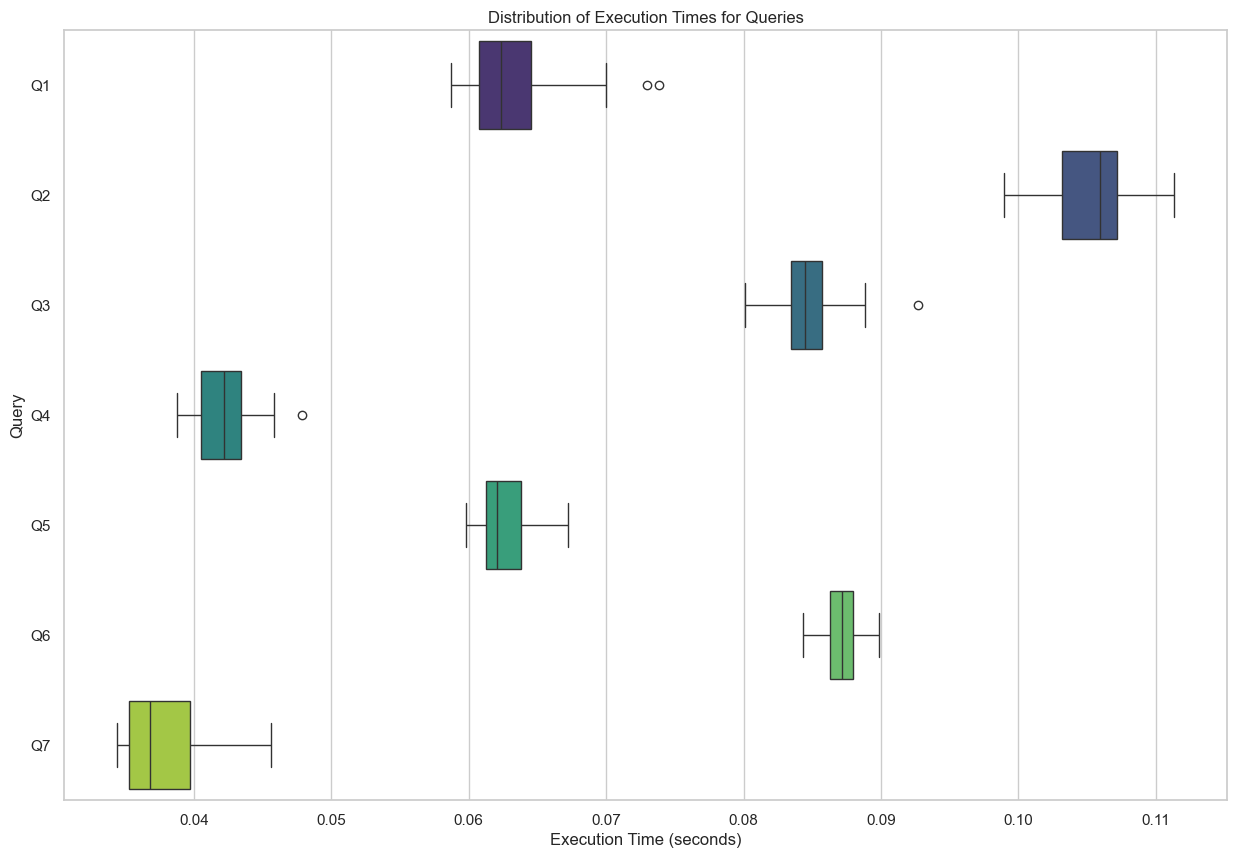 Distribution of Execution Times for Queries
Q1
Q2
Q3
Query
Q4
Q5
Q6
Q7
0.04 0.05 0.06 0.07 0.08 0.09 0.10 0.11
Execution Time (seconds)